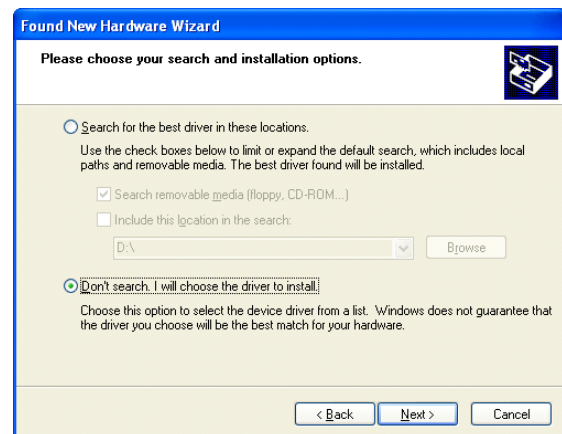 Found New Hardware Wizard
Please choose your search and installation options.
Search for the best driver in these locations.
Use the check boxes below to limit or expand the default search, which includes local
paths and removable media. The best driver found will be installed.
Search removable media (floppy, CD-ROM...)
Include this location in the search:
D:\
Browse
Don't search. I will choose the driver to install.
Choose this option to select the device driver from a list. Windows does not guarantee that
the driver you choose will be the best match for your hardware.
< Back
Next >
Cancel